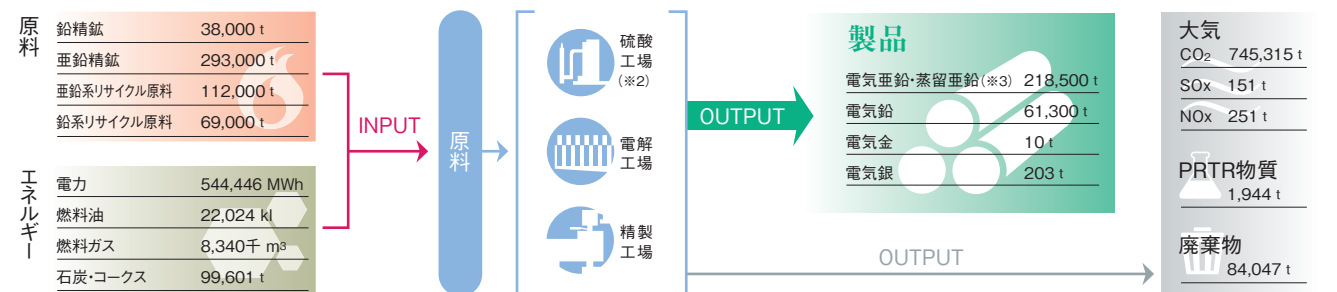 原料
鉛精鉱 38,000 t
亜鉛精鉱 293,000 t
亜鉛系リサイクル原料 112,000 t
鉛系リサイクル原料 69,000 t
エネルギー
電力 544,446 MWh
燃料油 22,024 kl
燃料ガス 8,340千 m³
石炭・コークス 99,601 t
INPUT
原料
硫酸
工場
(※2)
電解
工場
精製
工場
OUTPUT
製品
電気亜鉛・蒸留亜鉛(※3) 218,500 t
電気鉛 61,300 t
電気金 10 t
電気銀 203 t
OUTPUT
大気
CO₂ 745,315 t
SOx 151 t
NOx 251 t
PRTR物質
1,944 t
廃棄物
84,047 t